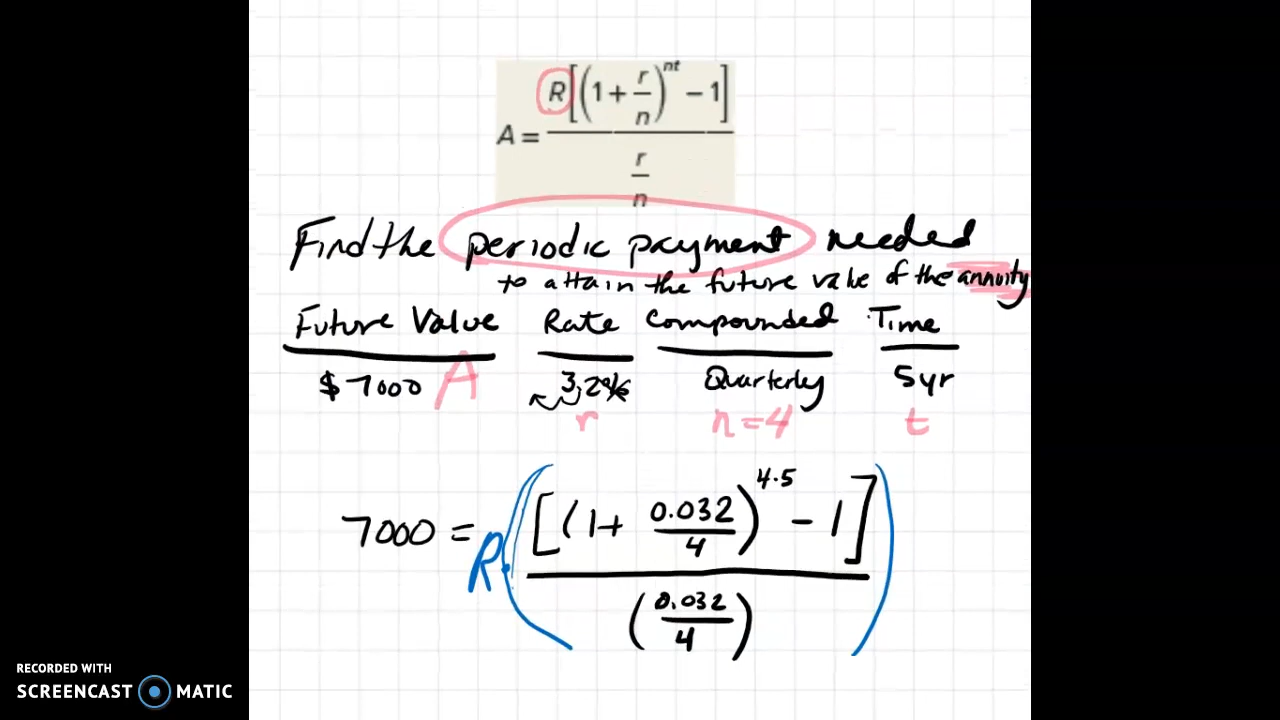 A = R[(1 + r/n)^nt − 1] / (r/n)
Find the periodic payment needed
to attain the future value of the annuity
Future Value Rate Compounded Time
$7000 3.2% Quarterly 5yr
A r n=4 t
7000 = R·([(1 + 0.032/4)^4·5 − 1] / (0.032/4))
RECORDED WITH
SCREENCAST MATIC